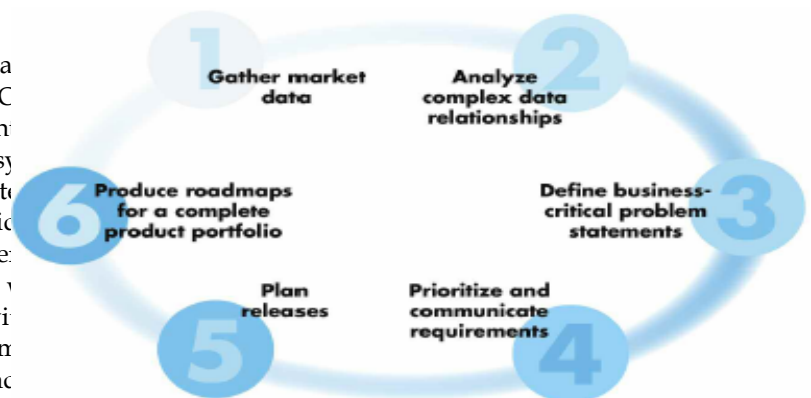 1
Gather market
data
2
Analyze
complex data
relationships
3
Define business-
critical problem
statements
4
Prioritize and
communicate
requirements
5
Plan
releases
6
Produce roadmaps
for a complete
product portfolio